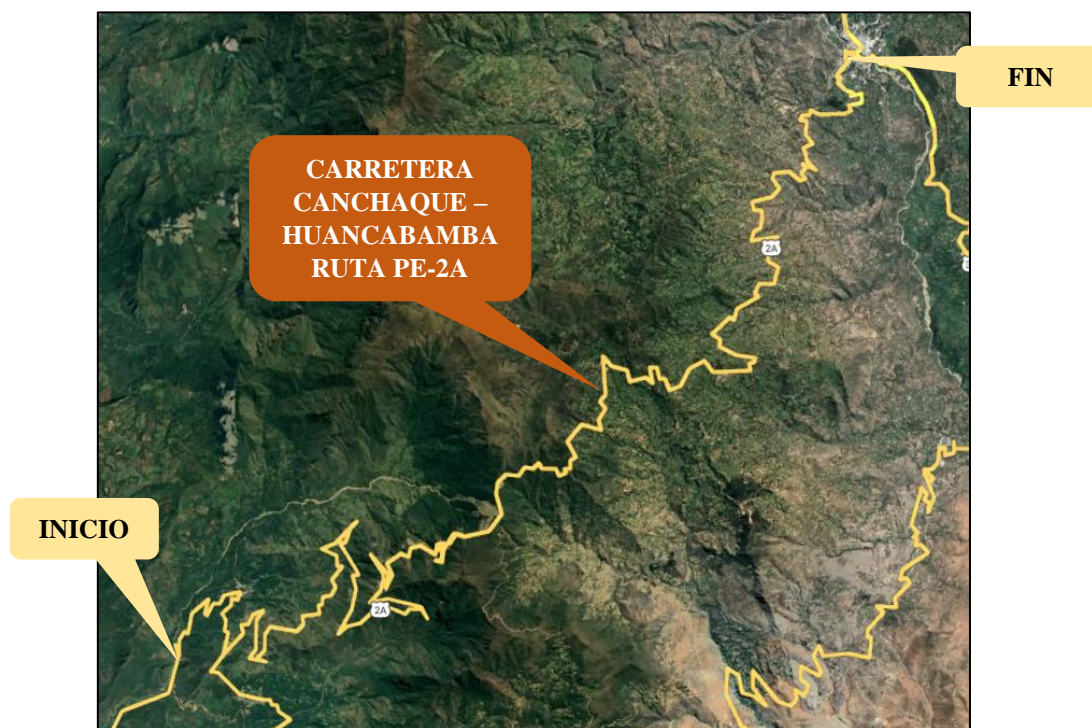 FIN
CARRETERA
CANCHAQUE –
HUANCABAMBA
RUTA PE-2A
2A
INICIO
2A